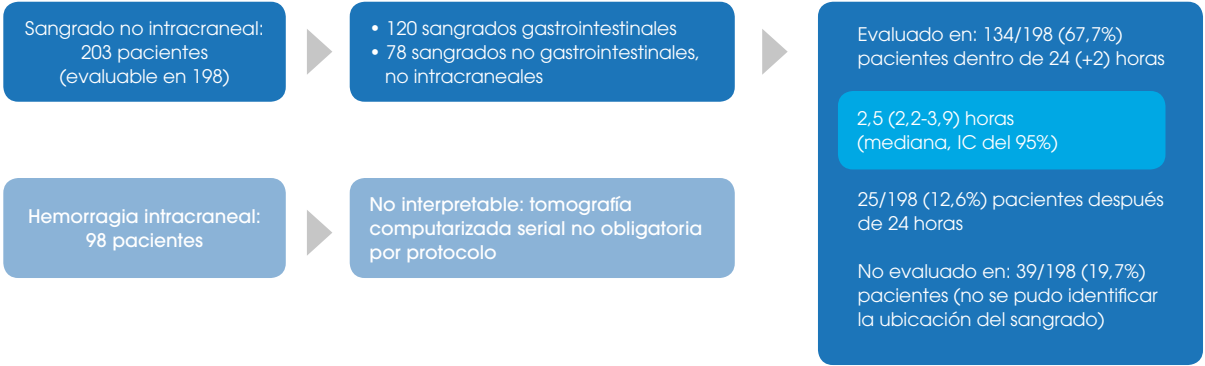 Sangrado no intracraneal:
203 pacientes
(evaluable en 198)
• 120 sangrados gastrointestinales
• 78 sangrados no gastrointestinales,
no intracraneales
Evaluado en: 134/198 (67,7%)
pacientes dentro de 24 (+2) horas
2,5 (2,2-3,9) horas
(mediana, IC del 95%)
25/198 (12,6%) pacientes después
de 24 horas
No evaluado en: 39/198 (19,7%)
pacientes (no se pudo identificar
la ubicación del sangrado)
Hemorragia intracraneal:
98 pacientes
No interpretable: tomografía
computarizada serial no obligatoria
por protocolo